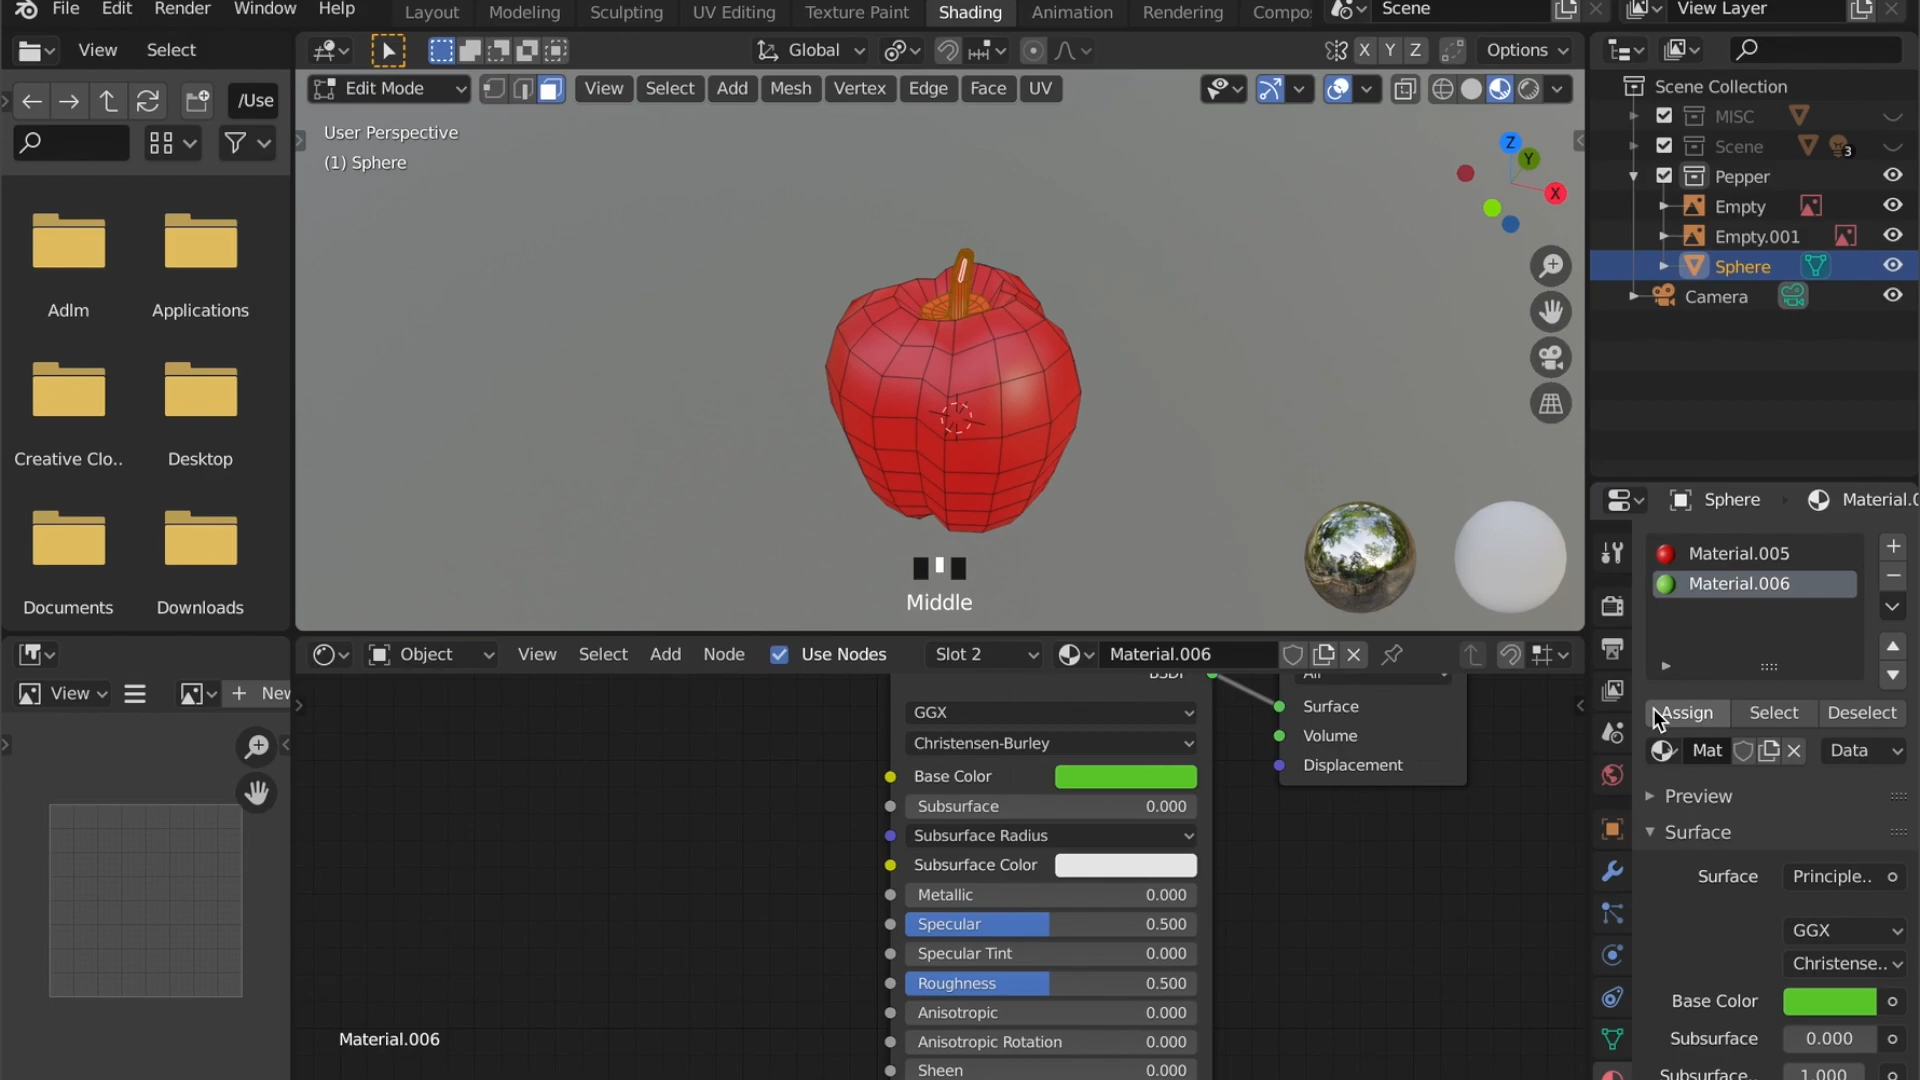 File Edit Render Window Help Layout Modeling Sculpting UV Editing Texture Paint Shading Animation Rendering Compo Scene View Layer
View Select Global X Y Z Options
/Use
Edit Mode View Select Add Mesh Vertex Edge Face UV
User Perspective
(1) Sphere
Z
Y
X
Adlm Applications
Creative Clo.. Desktop
Documents Downloads
Middle
Scene Collection
MISC
Scene 3
Pepper
Empty
Empty.001
Sphere
Camera
Sphere Material.0
Material.005
Material.006
Assign Select Deselect
Mat Data
Preview
Surface
Surface Principle..
GGX
Christense..
Base Color
Subsurface 0.000
Subsurface.. 1.000
Object View Select Add Node Use Nodes Slot 2 Material.006
View New
BSDF
GGX
Christensen-Burley
Base Color
Subsurface 0.000
Subsurface Radius
Subsurface Color
Metallic 0.000
Specular 0.500
Specular Tint 0.000
Roughness 0.500
Anisotropic 0.000
Anisotropic Rotation 0.000
Sheen 0.000
All
Surface
Volume
Displacement
Material.006